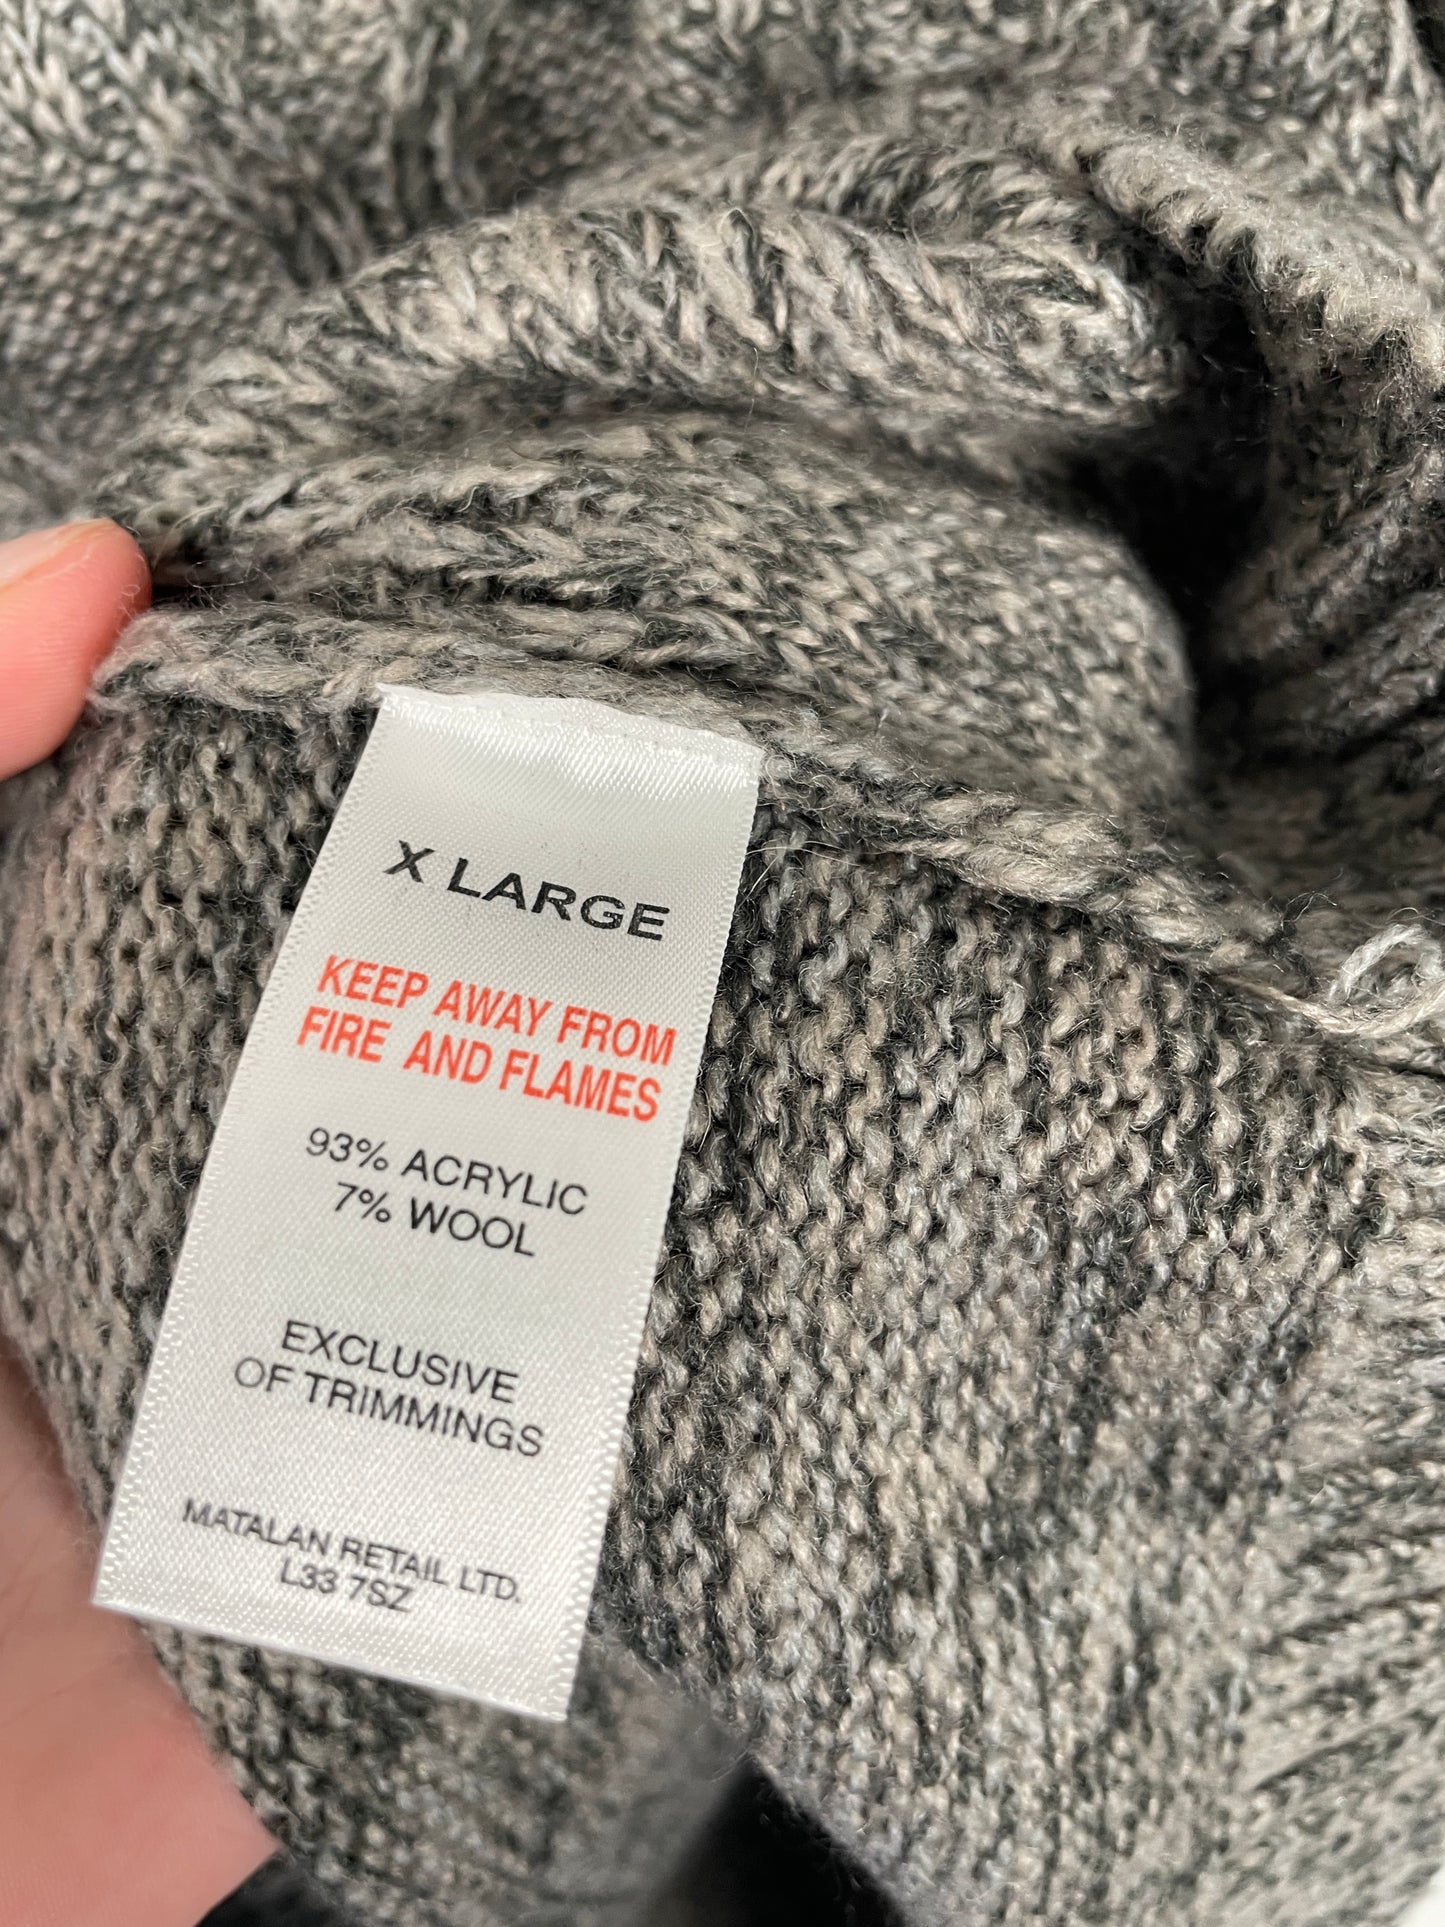 X LARGE
KEEP AWAY FROM
FIRE AND FLAMES
93% ACRYLIC
7% WOOL
EXCLUSIVE
OF TRIMMINGS
MATALAN RETAIL LTD.
L33 7SZ